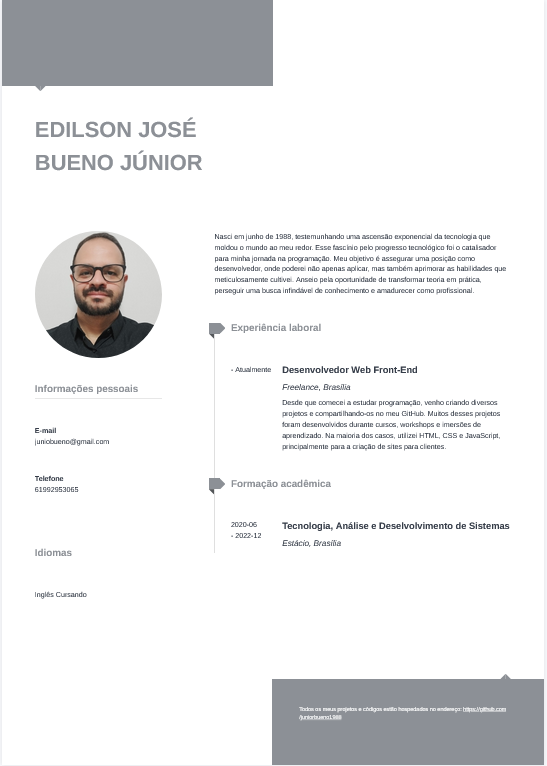 EDILSON JOSÉ
BUENO JÚNIOR
Nasci em junho de 1988, testemunhando uma ascensão exponencial da tecnologia que
moldou o mundo ao meu redor. Esse fascínio pelo progresso tecnológico foi o catalisador
para minha jornada na programação. Meu objetivo é assegurar uma posição como
desenvolvedor, onde poderei não apenas aplicar, mas também aprimorar as habilidades que
meticulosamente cultivei. Anseio pela oportunidade de transformar teoria em prática,
perseguir uma busca infindável de conhecimento e amadurecer como profissional.
Informações pessoais
E-mail
juniobueno@gmail.com
Telefone
61992953065
Idiomas
Inglês Cursando
Experiência laboral
- Atualmente
Desenvolvedor Web Front-End
Freelance, Brasília
Desde que comecei a estudar programação, venho criando diversos
projetos e compartilhando-os no meu GitHub. Muitos desses projetos
foram desenvolvidos durante cursos, workshops e imersões de
aprendizado. Na maioria dos casos, utilizei HTML, CSS e JavaScript,
principalmente para a criação de sites para clientes.
Formação acadêmica
2020-06
- 2022-12
Tecnologia, Análise e Deselvolvimento de Sistemas
Estácio, Brasília
Todos os meus projetos e códigos estão hospedados no endereço: https://github.com
/juniorbueno1988